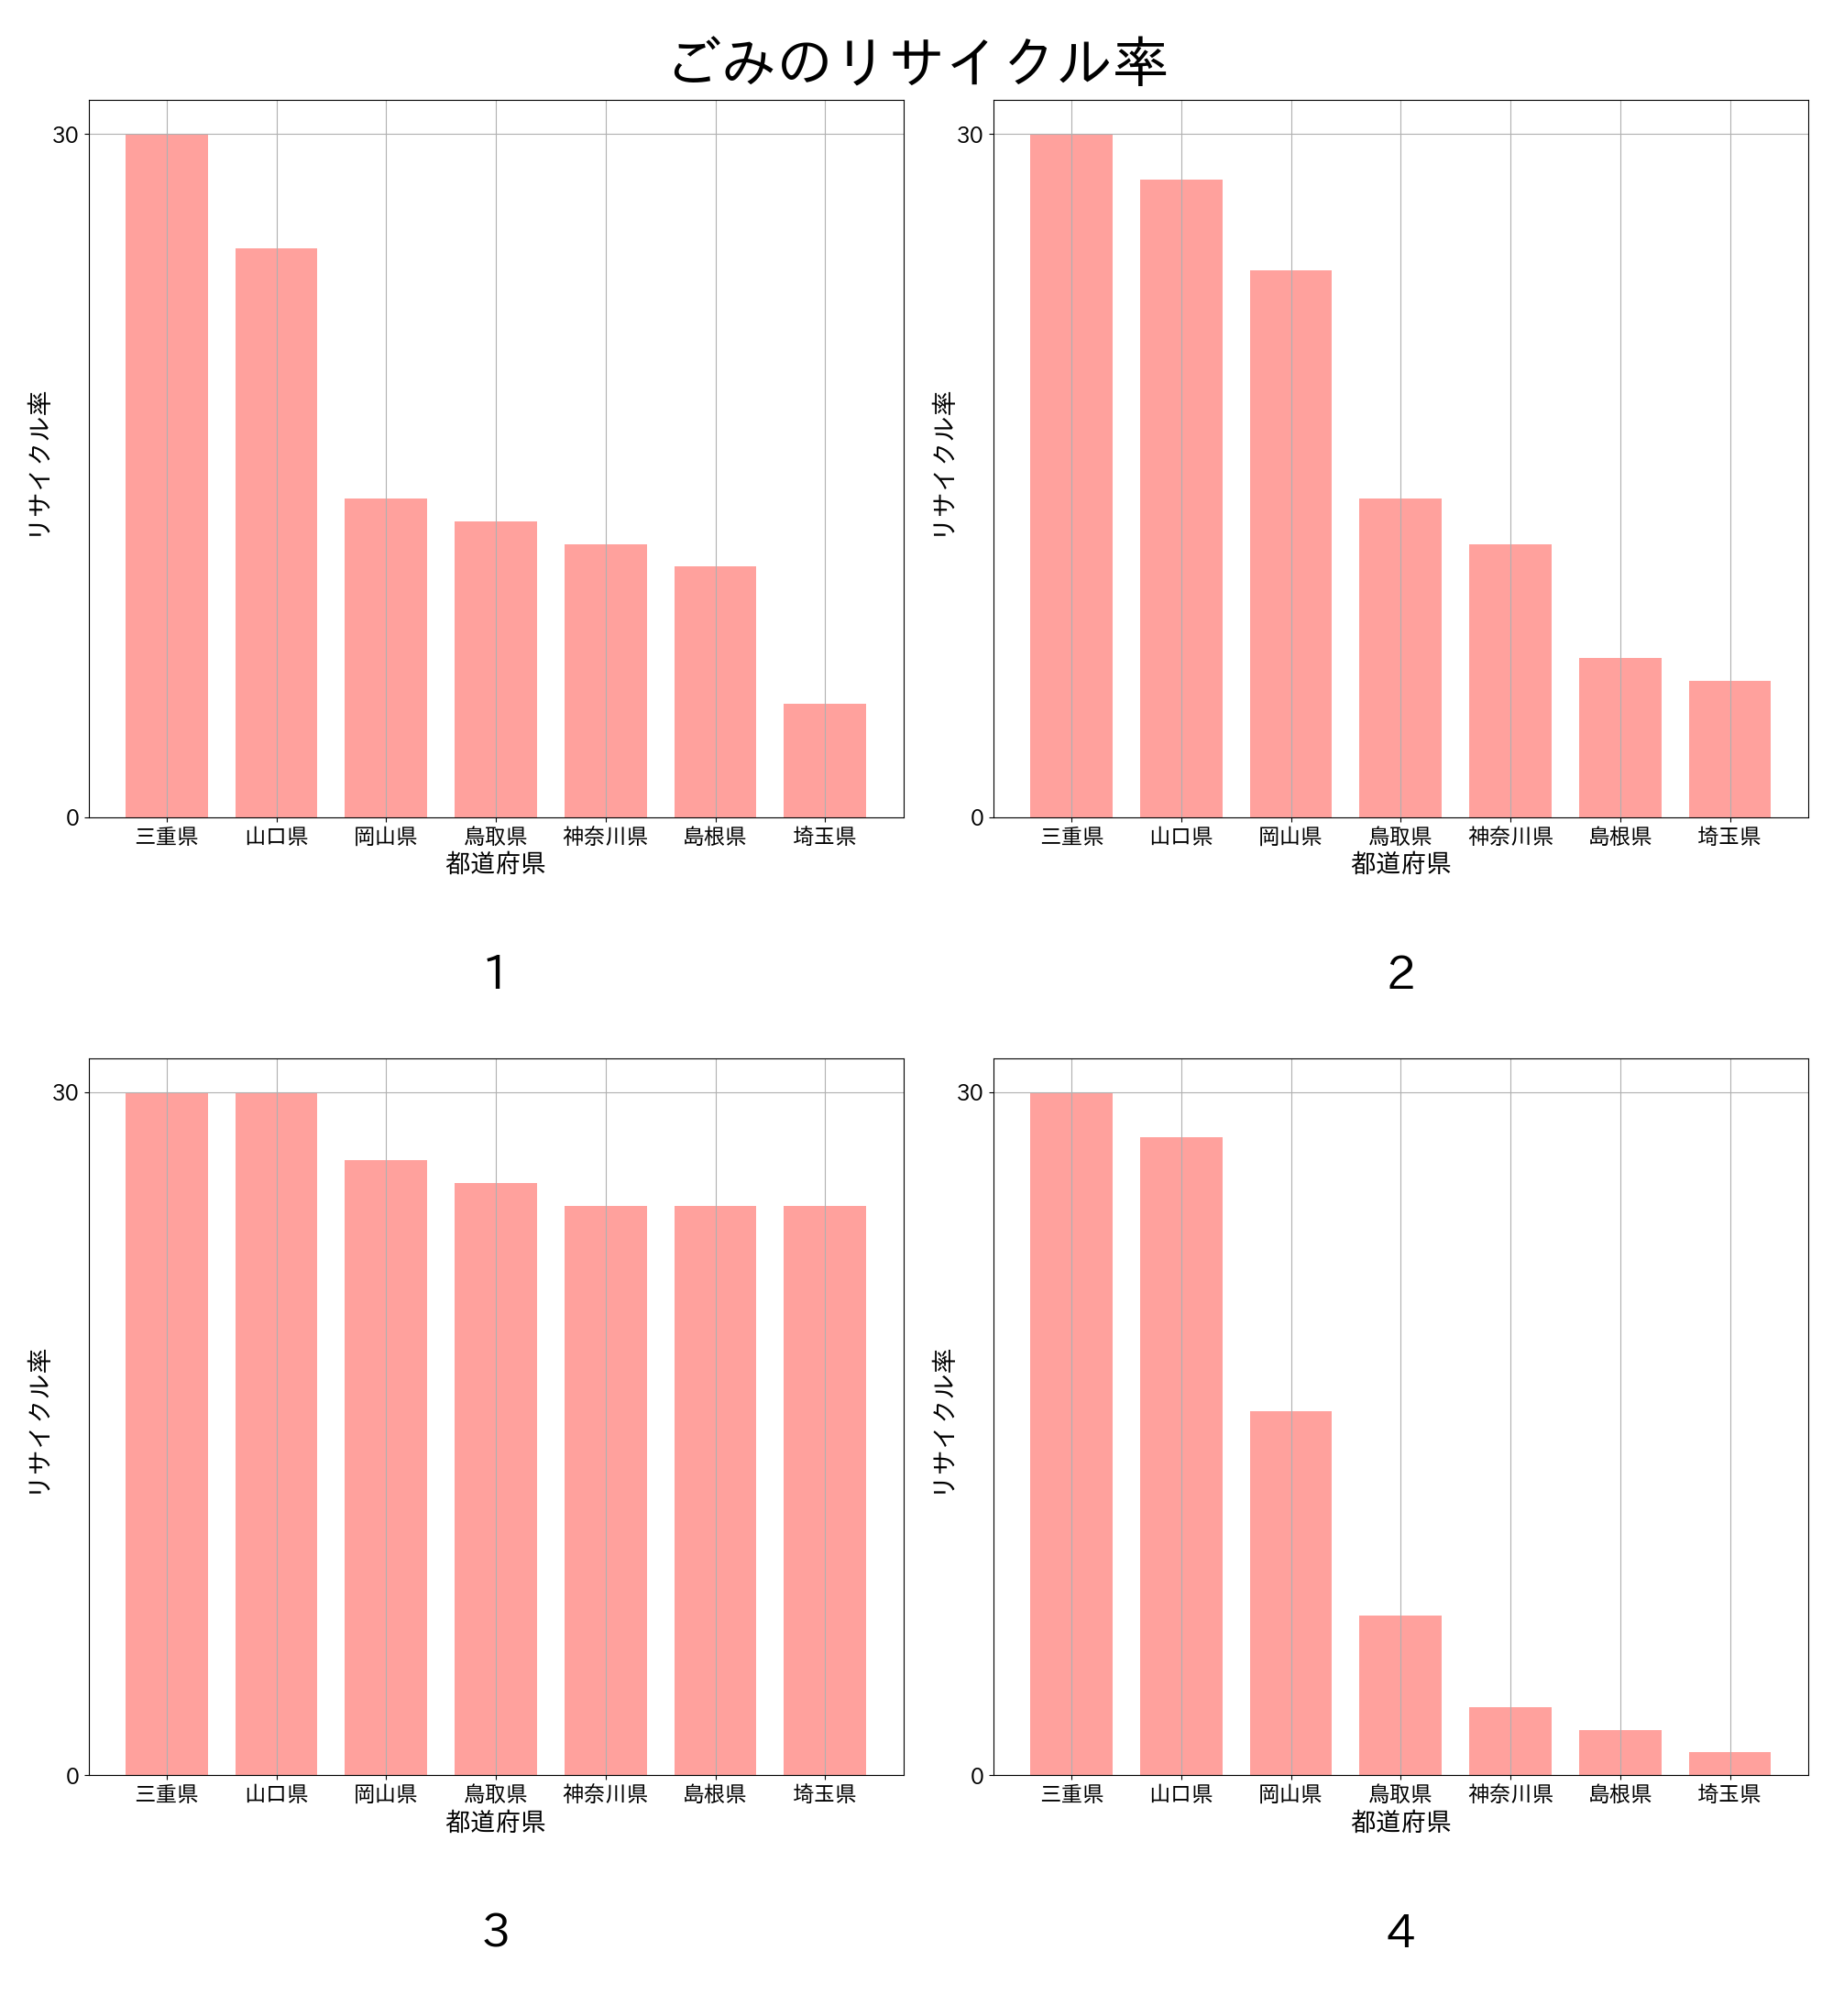 ごみのリサイクル率
30
0
リサイクル率
三重県 山口県 岡山県 鳥取県 神奈川県 島根県 埼玉県
都道府県
1
30
0
リサイクル率
三重県 山口県 岡山県 鳥取県 神奈川県 島根県 埼玉県
都道府県
2
30
0
リサイクル率
三重県 山口県 岡山県 鳥取県 神奈川県 島根県 埼玉県
都道府県
3
30
0
リサイクル率
三重県 山口県 岡山県 鳥取県 神奈川県 島根県 埼玉県
都道府県
4